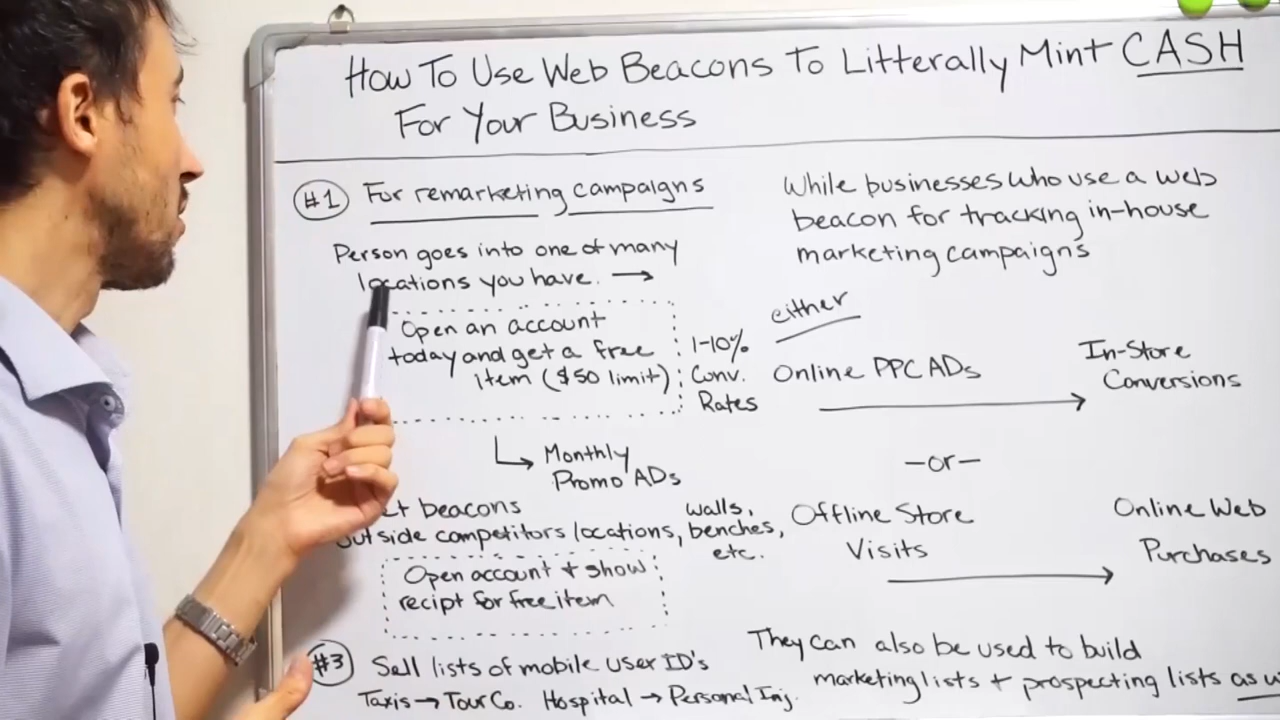 How To Use Web Beacons To Litterally Mint CASH
For Your Business
#1 For remarketing campaigns
Person goes into one of many
locations you have. →
Open an account
today and get a free
item ($50 limit)
1-10%
Conv.
Rates
Monthly
Promo ADs
beacons
outside competitors locations,
walls,
benches,
etc.
Open account + show
recipt for free item
#3 Sell lists of mobile user ID's
Taxis → Tour Co. Hospital → Personal Inj.
While businesses who use a web
beacon for tracking in-house
marketing campaigns
either
Online PPC ADs
In-Store
Conversions
-or-
Offline Store
Visits
Online Web
Purchases
They can also be used to build
marketing lists + prospecting lists as